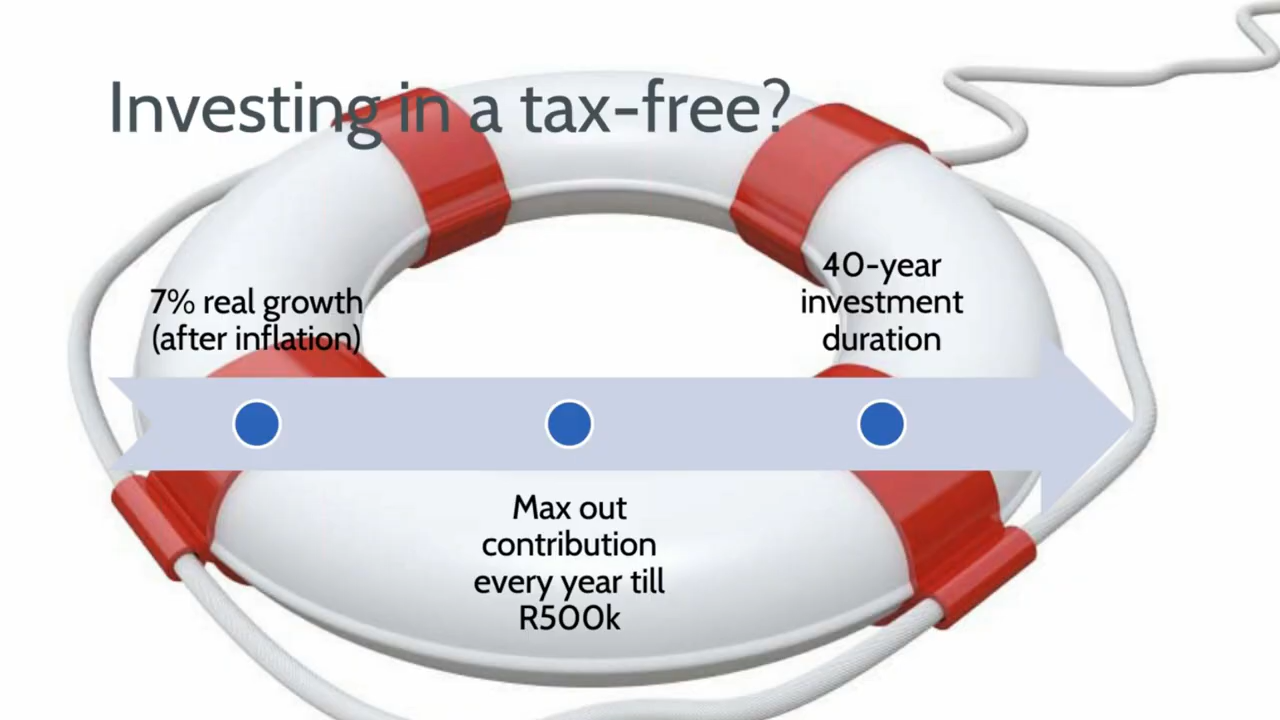 Investing in a tax-free?
7% real growth
(after inflation)
Max out
contribution
every year till
R500k
40-year
investment
duration